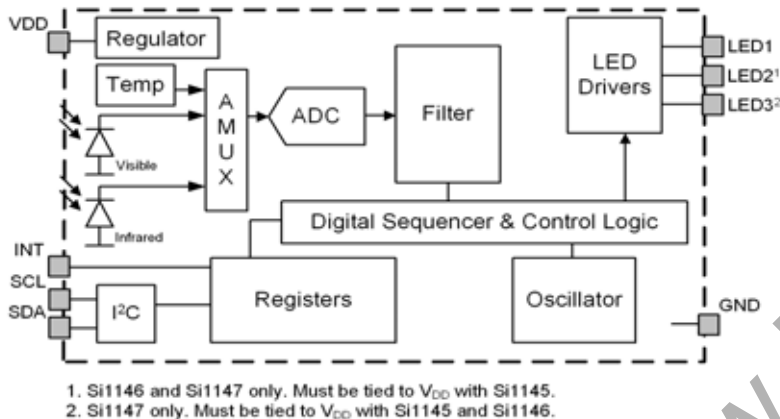 VDD
Regulator
Temp
AMUX
ADC
Filter
LED
Drivers
LED1
LED2¹
LED3²
Visible
Infrared
Digital Sequencer & Control Logic
INT
SCL
SDA
I²C
Registers
Oscillator
GND
1. Si1146 and Si1147 only. Must be tied to VDD with Si1145.
2. Si1147 only. Must be tied to VDD with Si1145 and Si1146.